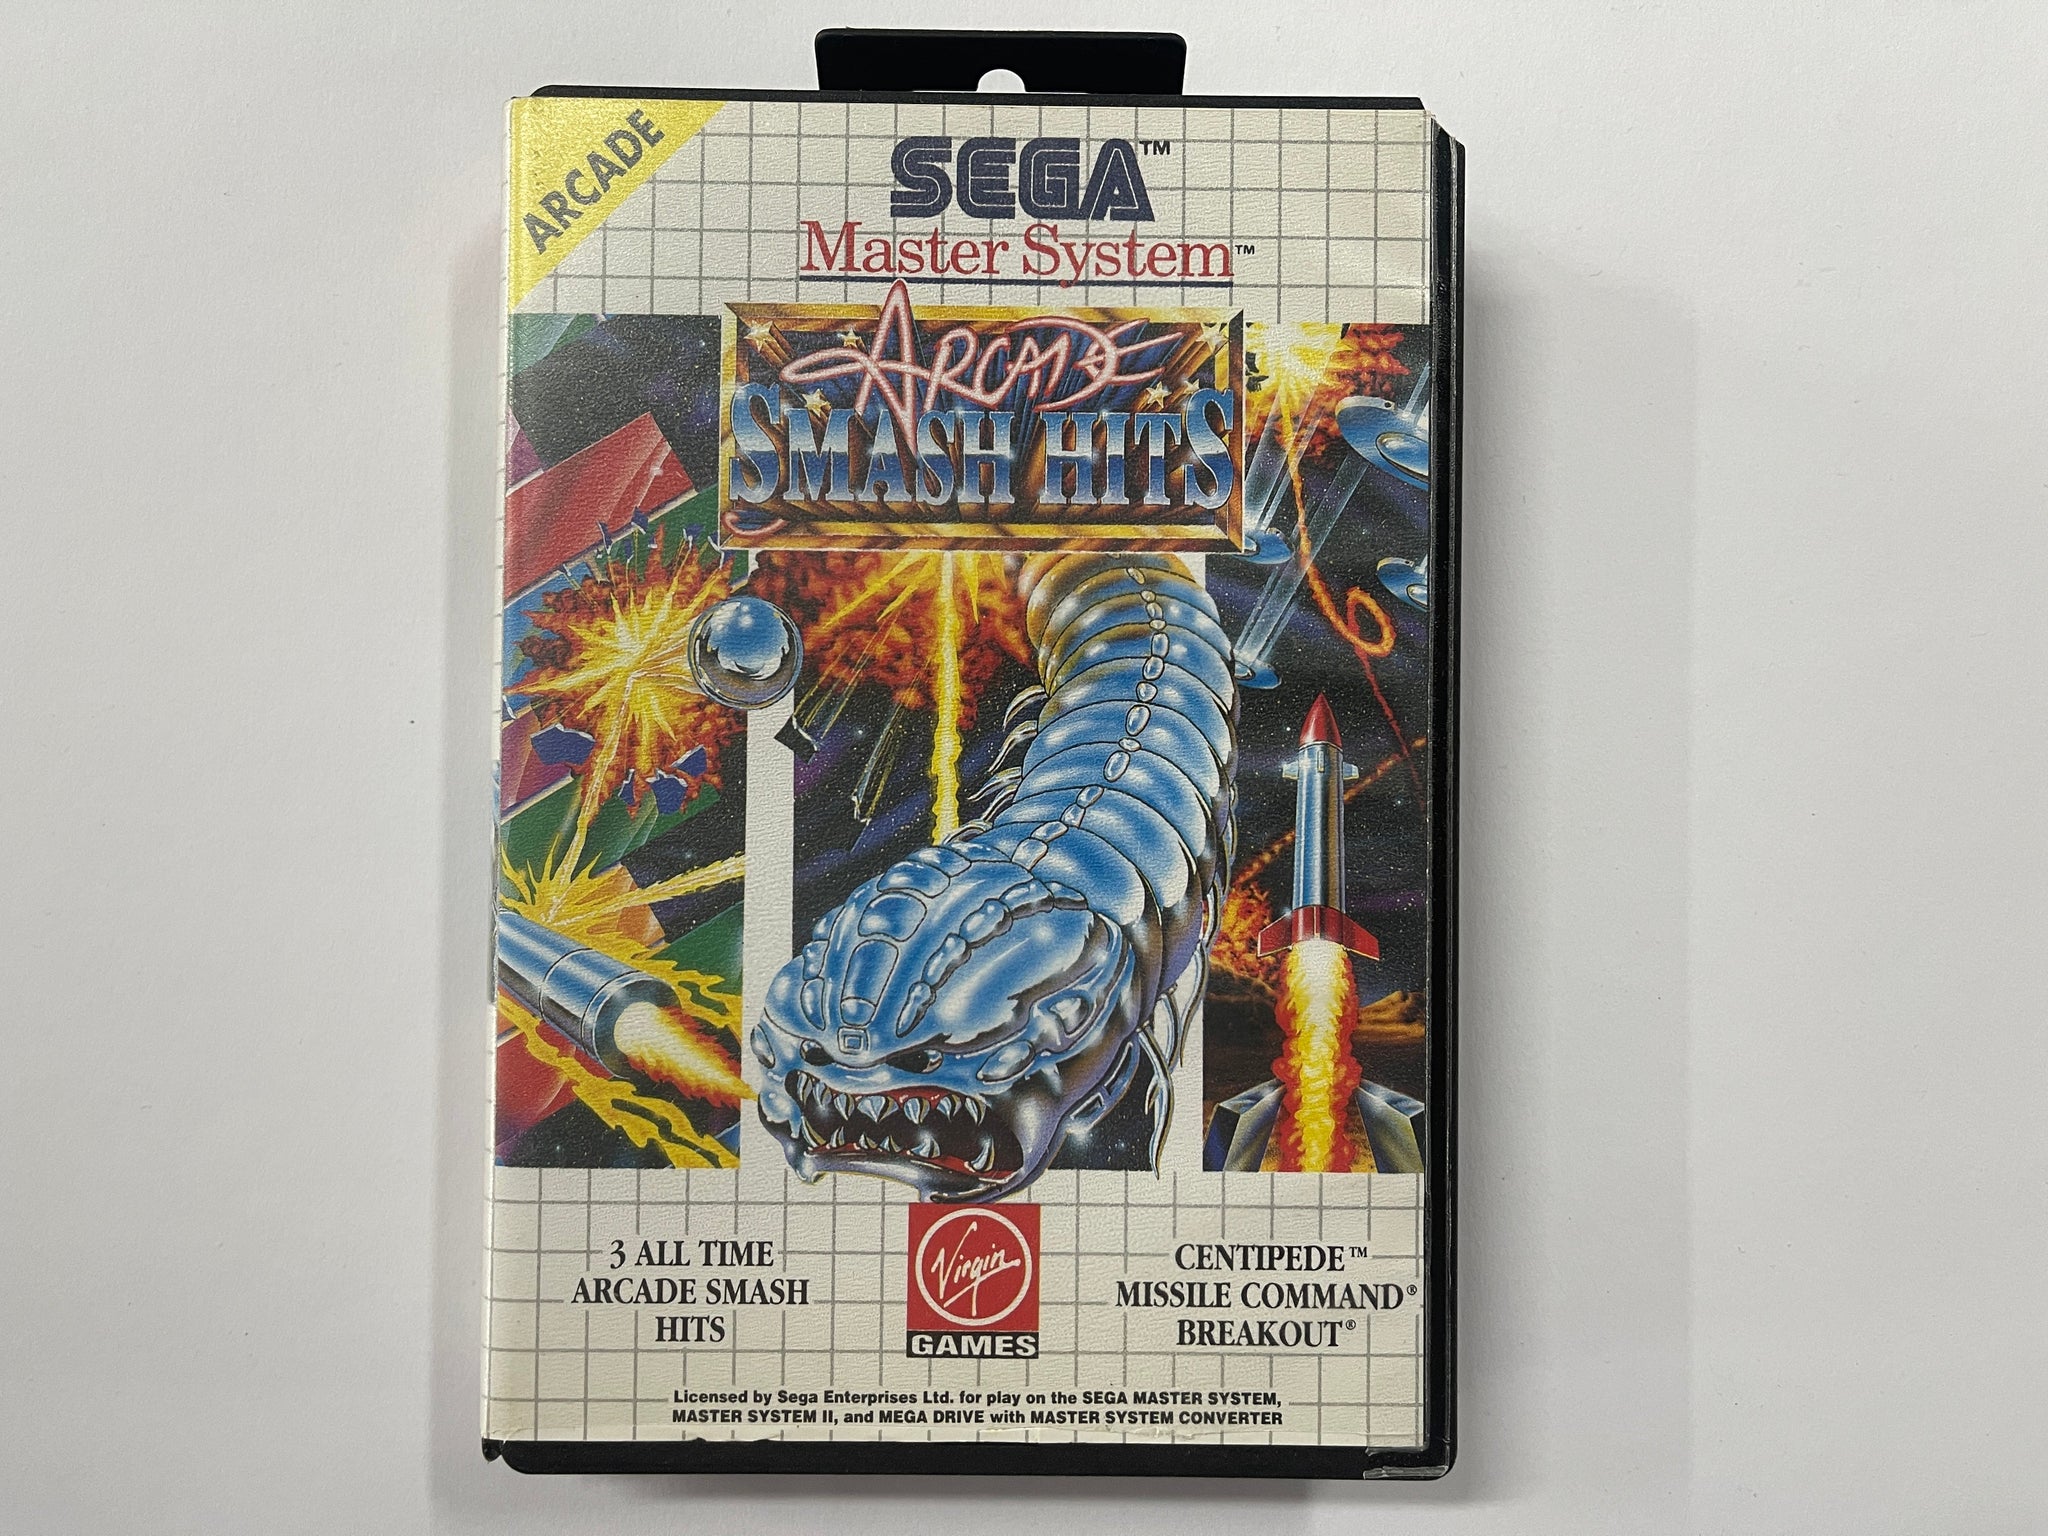 ARCADE
SEGA™
Master System™
ARCADE
SMASH HITS
3 ALL TIME
ARCADE SMASH
HITS
Virgin
GAMES
CENTIPEDE™
MISSILE COMMAND®
BREAKOUT®
Licensed by Sega Enterprises Ltd. for play on the SEGA MASTER SYSTEM,
MASTER SYSTEM II, and MEGA DRIVE with MASTER SYSTEM CONVERTER